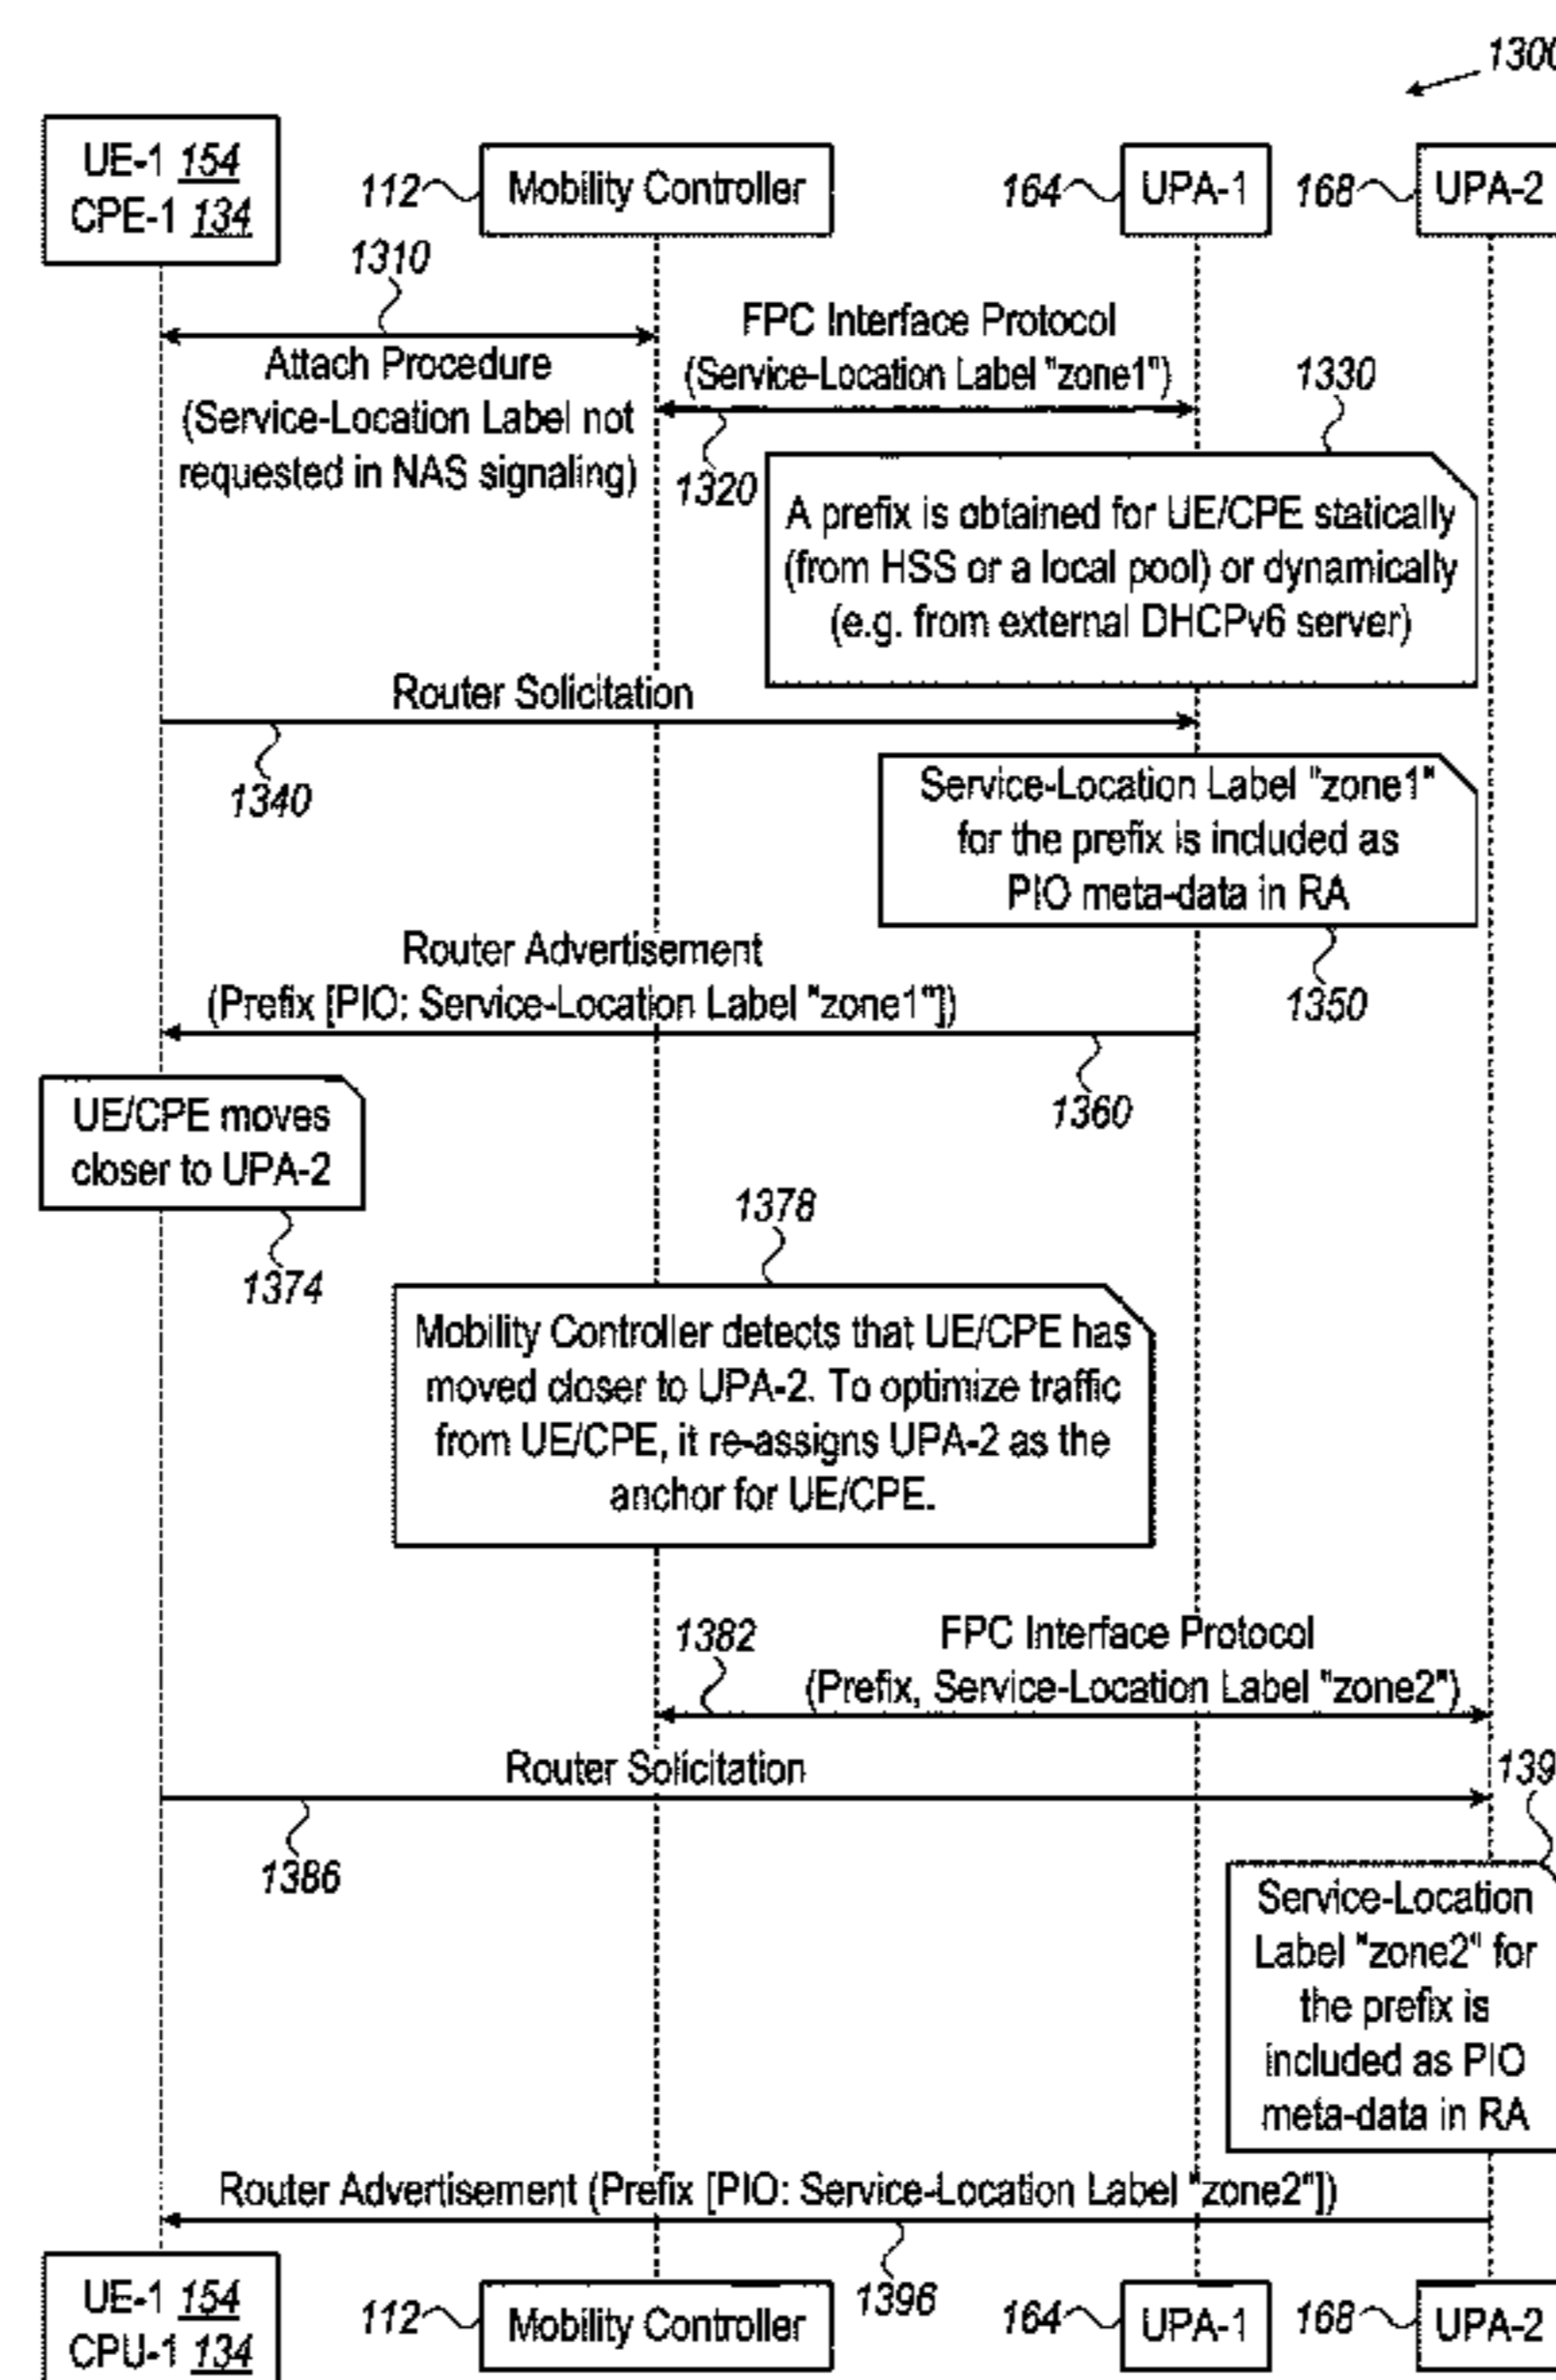 1300
UE-1 154
CPE-1 134
112
Mobility Controller
164
UPA-1
168
UPA-2
1310
Attach Procedure
(Service-Location Label not
requested in NAS signaling)
FPC Interface Protocol
(Service-Location Label "zone1")
1320
1330
A prefix is obtained for UE/CPE statically
(from HSS or a local pool) or dynamically
(e.g. from external DHCPv6 server)
Router Solicitation
1340
Service-Location Label "zone1"
for the prefix is included as
PIO meta-data in RA
1350
Router Advertisement
(Prefix [PIO: Service-Location Label "zone1"])
1360
UE/CPE moves
closer to UPA-2
1374
1378
Mobility Controller detects that UE/CPE has
moved closer to UPA-2. To optimize traffic
from UE/CPE, it re-assigns UPA-2 as the
anchor for UE/CPE.
1382
FPC Interface Protocol
(Prefix, Service-Location Label "zone2")
Router Solicitation
1386
139
Service-Location
Label "zone2" for
the prefix is
included as PIO
meta-data in RA
Router Advertisement (Prefix [PIO: Service-Location Label "zone2"])
1396
UE-1 154
CPU-1 134
112
Mobility Controller
164
UPA-1
168
UPA-2